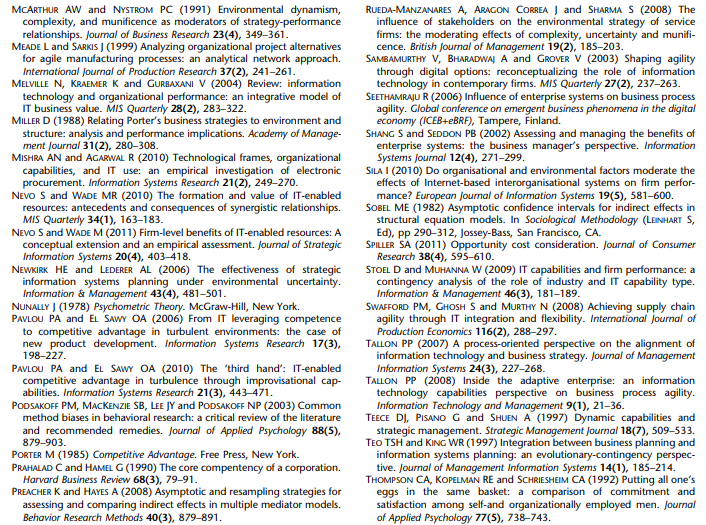 MCARTHUR AW and NYSTROM PC (1991) Environmental dynamism,
complexity, and munificence as moderators of strategy-performance
relationships. Journal of Business Research 23(4), 349–361.
MEADE L and SARKIS J (1999) Analyzing organizational project alternatives
for agile manufacturing processes: an analytical network approach.
International Journal of Production Research 37(2), 241–261.
MELVILLE N, KRAEMER K and GURBAXANI V (2004) Review: information
technology and organizational performance: an integrative model of
IT business value. MIS Quarterly 28(2), 283–322.
MILLER D (1988) Relating Porter's business strategies to environment and
structure: analysis and performance implications. Academy of Manage-
ment Journal 31(2), 280–308.
MISHRA AN and AGARWAL R (2010) Technological frames, organizational
capabilities, and IT use: an empirical investigation of electronic
procurement. Information Systems Research 21(2), 249–270.
NEVO S and WADE MR (2010) The formation and value of IT-enabled
resources: antecedents and consequences of synergistic relationships.
MIS Quarterly 34(1), 163–183.
NEVO S and WADE M (2011) Firm-level benefits of IT-enabled resources: A
conceptual extension and an empirical assessment. Journal of Strategic
Information Systems 20(4), 403–418.
NEWKIRK HE and LEDERER AL (2006) The effectiveness of strategic
information systems planning under environmental uncertainty.
Information & Management 43(4), 481–501.
NUNALLY J (1978) Psychometric Theory. McGraw-Hill, New York.
PAVLOU PA and EL SAWY OA (2006) From IT leveraging competence
to competitive advantage in turbulent environments: the case of
new product development. Information Systems Research 17(3),
198–227.
PAVLOU PA and EL SAWY OA (2010) The 'third hand': IT-enabled
competitive advantage in turbulence through improvisational cap-
abilities. Information Systems Research 21(3), 443–471.
PODSAKOFF PM, MACKENZIE SB, LEE JY and PODSAKOFF NP (2003) Common
method biases in behavioral research: a critical review of the literature
and recommended remedies. Journal of Applied Psychology 88(5),
879–903.
PORTER M (1985) Competitive Advantage. Free Press, New York.
PRAHALAD C and HAMEL G (1990) The core compentency of a corporation.
Harvard Business Review 68(3), 79–91.
PREACHER K and HAYES A (2008) Asymptotic and resampling strategies for
assessing and comparing indirect effects in multiple mediator models.
Behavior Research Methods 40(3), 879–891.
RUEDA-MANZANARES A, ARAGON CORREA J and SHARMA S (2008) The
influence of stakeholders on the environmental strategy of service
firms: the moderating effects of complexity, uncertainty and munifi-
cence. British Journal of Management 19(2), 185–203.
SAMBAMURTHY V, BHARADWAJ A and GROVER V (2003) Shaping agility
through digital options: reconceptualizing the role of information
technology in contemporary firms. MIS Quarterly 27(2), 237–263.
SEETHAMRAJU R (2006) Influence of enterprise systems on business process
agility. Global conference on emergent business phenomena in the digital
economy (ICEB+eBRF), Tampere, Finland.
SHANG S and SEDDON PB (2002) Assessing and managing the benefits of
enterprise systems: the business manager's perspective. Information
Systems Journal 12(4), 271–299.
SILA I (2010) Do organisational and environmental factors moderate the
effects of Internet-based interorganisational systems on firm perfor-
mance? European Journal of Information Systems 19(5), 581–600.
SOBEL ME (1982) Asymptotic confidence intervals for indirect effects in
structural equation models. In Sociological Methodology (LEINHART S,
Ed), pp 290–312, Jossey-Bass, San Francisco, CA.
SPILLER SA (2011) Opportunity cost consideration. Journal of Consumer
Research 38(4), 595–610.
STOEL D and MUHANNA W (2009) IT capabilities and firm performance: a
contingency analysis of the role of industry and IT capability type.
Information & Management 46(3), 181–189.
SWAFFORD PM, GHOSH S and MURTHY N (2008) Achieving supply chain
agility through IT integration and flexibility. International Journal of
Production Economics 116(2), 288–297.
TALLON PP (2007) A process-oriented perspective on the alignment of
information technology and business strategy. Journal of Management
Information Systems 24(3), 227–268.
TALLON PP (2008) Inside the adaptive enterprise: an information
technology capabilities perspective on business process agility.
Information Technology and Management 9(1), 21–36.
TEECE DJ, PISANO G and SHUEN A (1997) Dynamic capabilities and
strategic management. Strategic Management Journal 18(7), 509–533.
TEO TSH and KING WR (1997) Integration between business planning and
information systems planning: an evolutionary-contingency perspec-
tive. Journal of Management Information Systems 14(1), 185–214.
THOMPSON CA, KOPELMAN RE and SCHRIESHEIM CA (1992) Putting all one's
eggs in the same basket: a comparison of commitment and
satisfaction among self-and organizationally employed men. Journal
of Applied Psychology 77(5), 738–743.